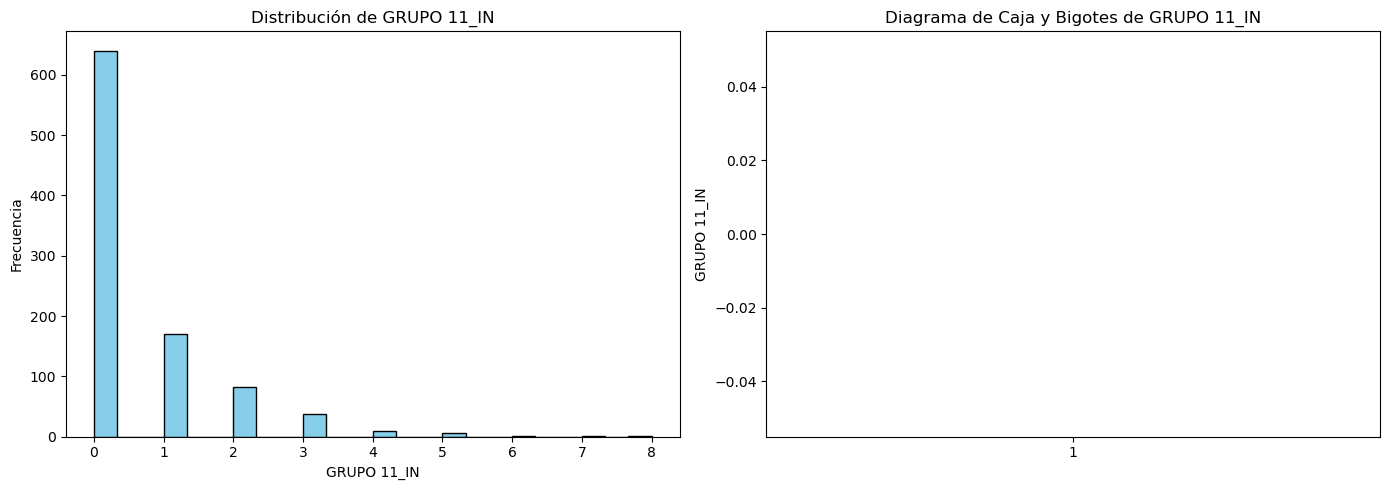 Distribución de GRUPO 11_IN
600
500
400
300
200
100
0
Frecuencia
0 1 2 3 4 5 6 7 8
GRUPO 11_IN
Diagrama de Caja y Bigotes de GRUPO 11_IN
0.04
0.02
0.00
−0.02
−0.04
GRUPO 11_IN
1